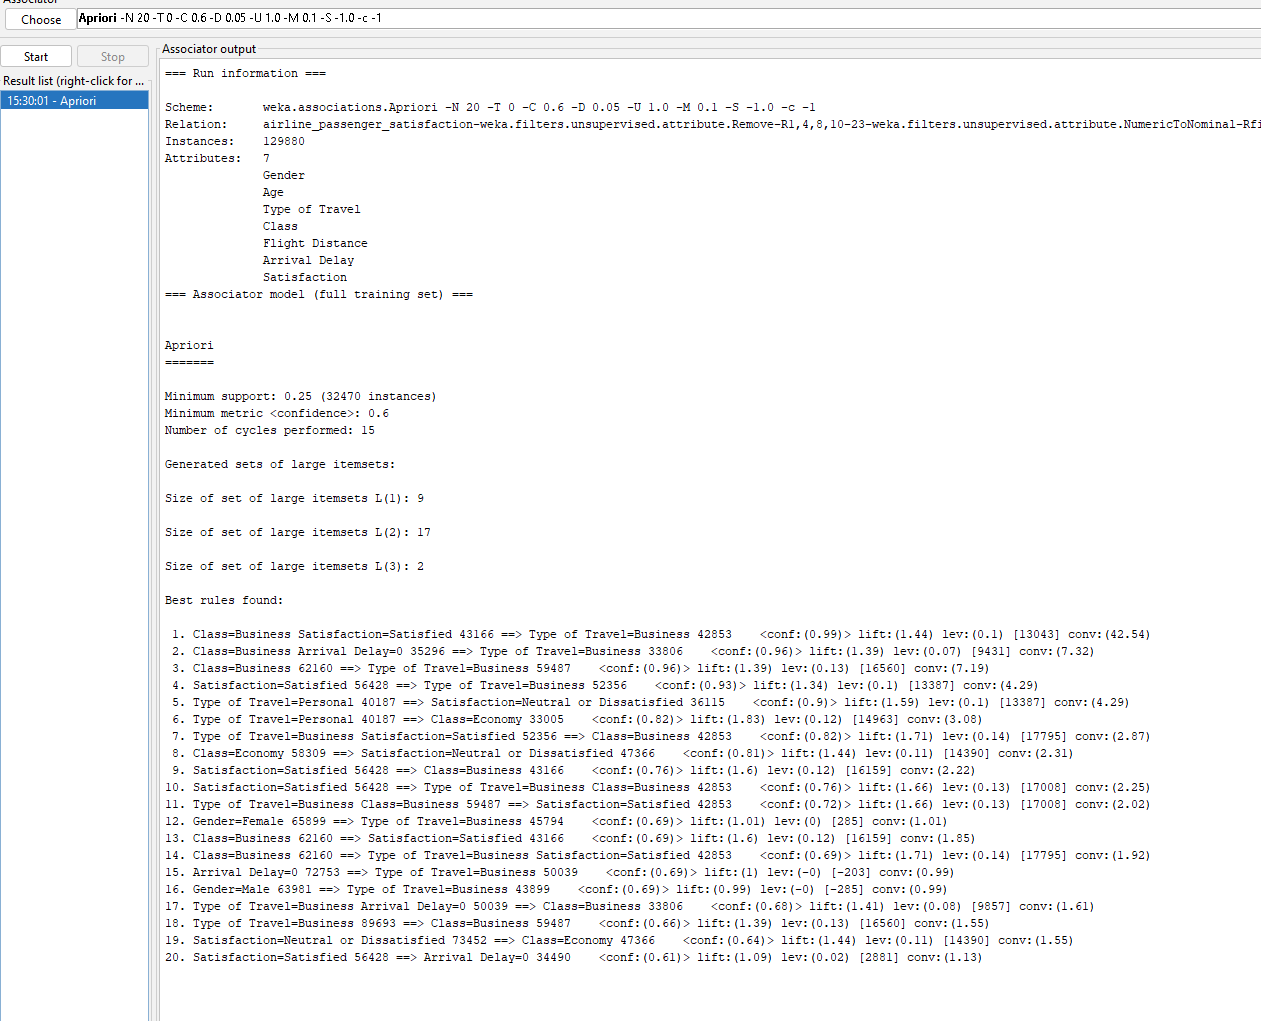 Associator
Choose Apriori -N 20 -T 0 -C 0.6 -D 0.05 -U 1.0 -M 0.1 -S -1.0 -c -1
Start Stop
Result list (right-click for ...
15:30:01 - Apriori
Associator output
=== Run information ===
Scheme: weka.associations.Apriori -N 20 -T 0 -C 0.6 -D 0.05 -U 1.0 -M 0.1 -S -1.0 -c -1
Relation: airline_passenger_satisfaction-weka.filters.unsupervised.attribute.Remove-R1,4,8,10-23-weka.filters.unsupervised.attribute.NumericToNominal-Rfi
Instances: 129880
Attributes: 7
Gender
Age
Type of Travel
Class
Flight Distance
Arrival Delay
Satisfaction
=== Associator model (full training set) ===
Apriori
=======
Minimum support: 0.25 (32470 instances)
Minimum metric <confidence>: 0.6
Number of cycles performed: 15
Generated sets of large itemsets:
Size of set of large itemsets L(1): 9
Size of set of large itemsets L(2): 17
Size of set of large itemsets L(3): 2
Best rules found:
1. Class=Business Satisfaction=Satisfied 43166 ==> Type of Travel=Business 42853 <conf:(0.99)> lift:(1.44) lev:(0.1) [13043] conv:(42.54)
2. Class=Business Arrival Delay=0 35296 ==> Type of Travel=Business 33806 <conf:(0.96)> lift:(1.39) lev:(0.07) [9431] conv:(7.32)
3. Class=Business 62160 ==> Type of Travel=Business 59487 <conf:(0.96)> lift:(1.39) lev:(0.13) [16560] conv:(7.19)
4. Satisfaction=Satisfied 56428 ==> Type of Travel=Business 52356 <conf:(0.93)> lift:(1.34) lev:(0.1) [13387] conv:(4.29)
5. Type of Travel=Personal 40187 ==> Satisfaction=Neutral or Dissatisfied 36115 <conf:(0.9)> lift:(1.59) lev:(0.1) [13387] conv:(4.29)
6. Type of Travel=Personal 40187 ==> Class=Economy 33005 <conf:(0.82)> lift:(1.83) lev:(0.12) [14963] conv:(3.08)
7. Type of Travel=Business Satisfaction=Satisfied 52356 ==> Class=Business 42853 <conf:(0.82)> lift:(1.71) lev:(0.14) [17795] conv:(2.87)
8. Class=Economy 58309 ==> Satisfaction=Neutral or Dissatisfied 47366 <conf:(0.81)> lift:(1.44) lev:(0.11) [14390] conv:(2.31)
9. Satisfaction=Satisfied 56428 ==> Class=Business 43166 <conf:(0.76)> lift:(1.6) lev:(0.12) [16159] conv:(2.22)
10. Satisfaction=Satisfied 56428 ==> Type of Travel=Business Class=Business 42853 <conf:(0.76)> lift:(1.66) lev:(0.13) [17008] conv:(2.25)
11. Type of Travel=Business Class=Business 59487 ==> Satisfaction=Satisfied 42853 <conf:(0.72)> lift:(1.66) lev:(0.13) [17008] conv:(2.02)
12. Gender=Female 65899 ==> Type of Travel=Business 45794 <conf:(0.69)> lift:(1.01) lev:(0) [285] conv:(1.01)
13. Class=Business 62160 ==> Satisfaction=Satisfied 43166 <conf:(0.69)> lift:(1.6) lev:(0.12) [16159] conv:(1.85)
14. Class=Business 62160 ==> Type of Travel=Business Satisfaction=Satisfied 42853 <conf:(0.69)> lift:(1.71) lev:(0.14) [17795] conv:(1.92)
15. Arrival Delay=0 72753 ==> Type of Travel=Business 50039 <conf:(0.69)> lift:(1) lev:(-0) [-203] conv:(0.99)
16. Gender=Male 63981 ==> Type of Travel=Business 43899 <conf:(0.69)> lift:(0.99) lev:(-0) [-285] conv:(0.99)
17. Type of Travel=Business Arrival Delay=0 50039 ==> Class=Business 33806 <conf:(0.68)> lift:(1.41) lev:(0.08) [9857] conv:(1.61)
18. Type of Travel=Business 89693 ==> Class=Business 59487 <conf:(0.66)> lift:(1.39) lev:(0.13) [16560] conv:(1.55)
19. Satisfaction=Neutral or Dissatisfied 73452 ==> Class=Economy 47366 <conf:(0.64)> lift:(1.44) lev:(0.11) [14390] conv:(1.55)
20. Satisfaction=Satisfied 56428 ==> Arrival Delay=0 34490 <conf:(0.61)> lift:(1.09) lev:(0.02) [2881] conv:(1.13)